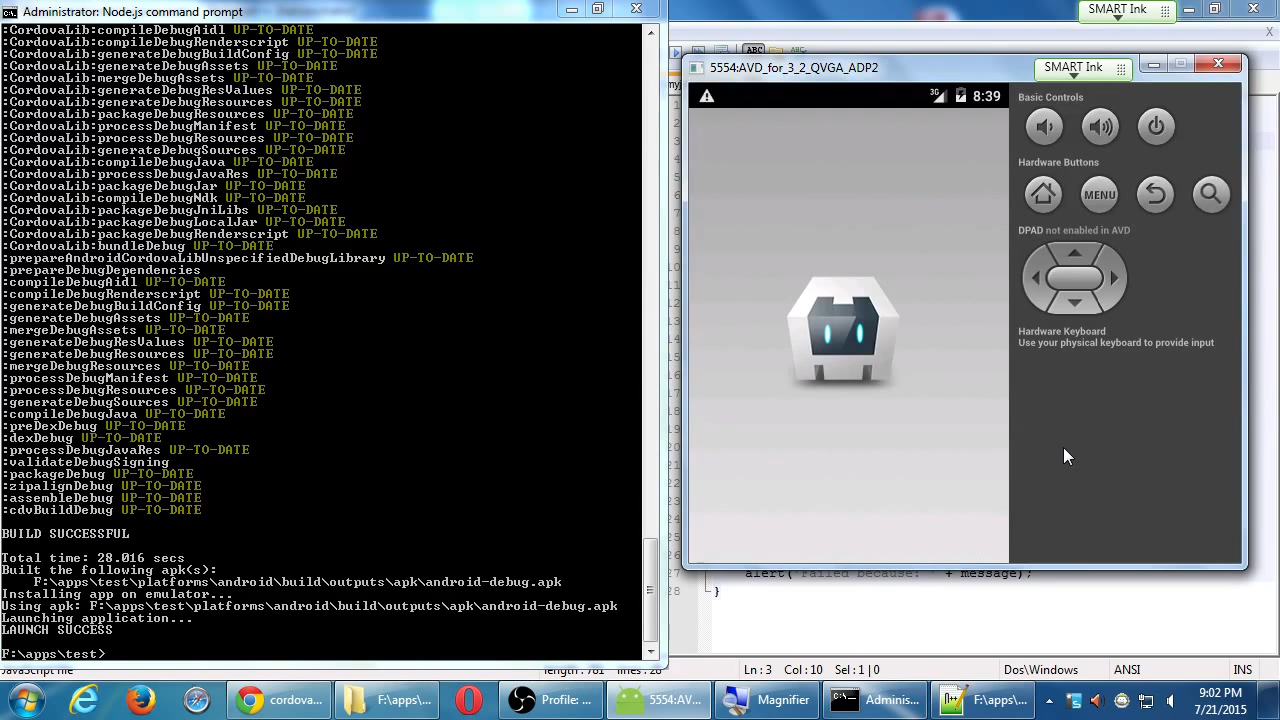 Administrator: Node.js command prompt
:CordovaLib:compileDebugAidl UP-TO-DATE
:CordovaLib:compileDebugRenderscript UP-TO-DATE
:CordovaLib:generateDebugBuildConfig UP-TO-DATE
:CordovaLib:generateDebugAssets UP-TO-DATE
:CordovaLib:mergeDebugAssets UP-TO-DATE
:CordovaLib:generateDebugResValues UP-TO-DATE
:CordovaLib:generateDebugResources UP-TO-DATE
:CordovaLib:packageDebugResources UP-TO-DATE
:CordovaLib:processDebugManifest UP-TO-DATE
:CordovaLib:processDebugResources UP-TO-DATE
:CordovaLib:generateDebugSources UP-TO-DATE
:CordovaLib:compileDebugJava UP-TO-DATE
:CordovaLib:processDebugJavaRes UP-TO-DATE
:CordovaLib:packageDebugJar UP-TO-DATE
:CordovaLib:compileDebugNdk UP-TO-DATE
:CordovaLib:packageDebugJniLibs UP-TO-DATE
:CordovaLib:packageDebugLocalJar UP-TO-DATE
:CordovaLib:packageDebugRenderscript UP-TO-DATE
:CordovaLib:bundleDebug UP-TO-DATE
:prepareAndroidCordovaLibUnspecifiedDebugLibrary UP-TO-DATE
:prepareDebugDependencies
:compileDebugAidl UP-TO-DATE
:compileDebugRenderscript UP-TO-DATE
:generateDebugBuildConfig UP-TO-DATE
:generateDebugAssets UP-TO-DATE
:mergeDebugAssets UP-TO-DATE
:generateDebugResValues UP-TO-DATE
:generateDebugResources UP-TO-DATE
:mergeDebugResources UP-TO-DATE
:processDebugManifest UP-TO-DATE
:processDebugResources UP-TO-DATE
:generateDebugSources UP-TO-DATE
:compileDebugJava UP-TO-DATE
:preDexDebug UP-TO-DATE
:dexDebug UP-TO-DATE
:processDebugJavaRes UP-TO-DATE
:validateDebugSigning
:packageDebug UP-TO-DATE
:zipalignDebug UP-TO-DATE
:assembleDebug UP-TO-DATE
:cdvBuildDebug UP-TO-DATE
BUILD SUCCESSFUL
Total time: 28.016 secs
Built the following apk(s):
F:\apps\test\platforms\android\build\outputs\apk\android-debug.apk
Installing app on emulator...
Using apk: F:\apps\test\platforms\android\build\outputs\apk\android-debug.apk
Launching application...
LAUNCH SUCCESS
F:\apps\test>
SMART Ink
ABC
5554:AVD_for_3_2_QVGA_ADP2
SMART Ink
3G 8:39
Basic Controls
Hardware Buttons
MENU
DPAD not enabled in AVD
Hardware Keyboard
Use your physical keyboard to provide input
alert("Failed because: " + message);
28 }
Ln:3 Col:10 Sel:1|0 Dos\Windows ANSI INS
cordova...
F:\apps\...
Profile: ...
5554:AV...
Magnifier
Adminis...
F:\apps\...
9:02 PM
7/21/2015